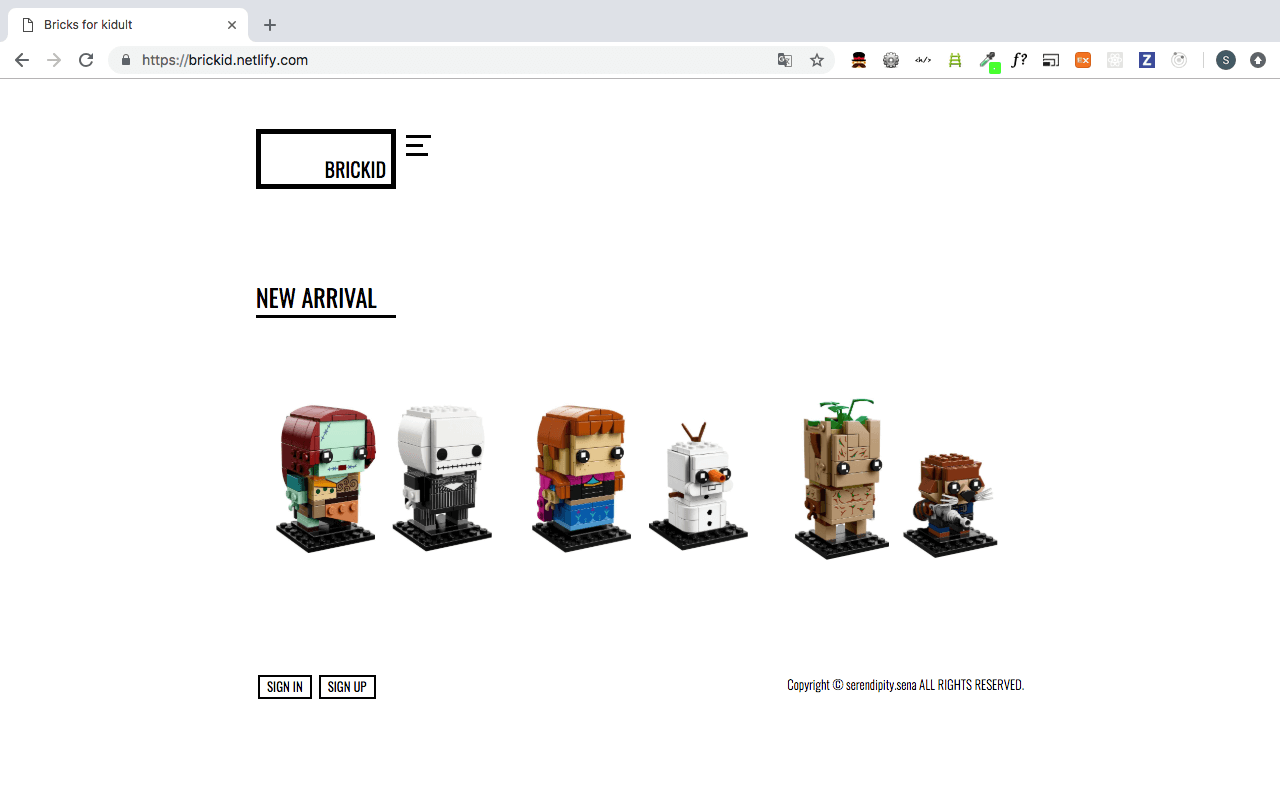 Bricks for kidult
https://brickid.netlify.com
</>
f?
EX
Z
S
BRICKID
NEW ARRIVAL
SIGN IN SIGN UP
Copyright © serendipity.sena ALL RIGHTS RESERVED.